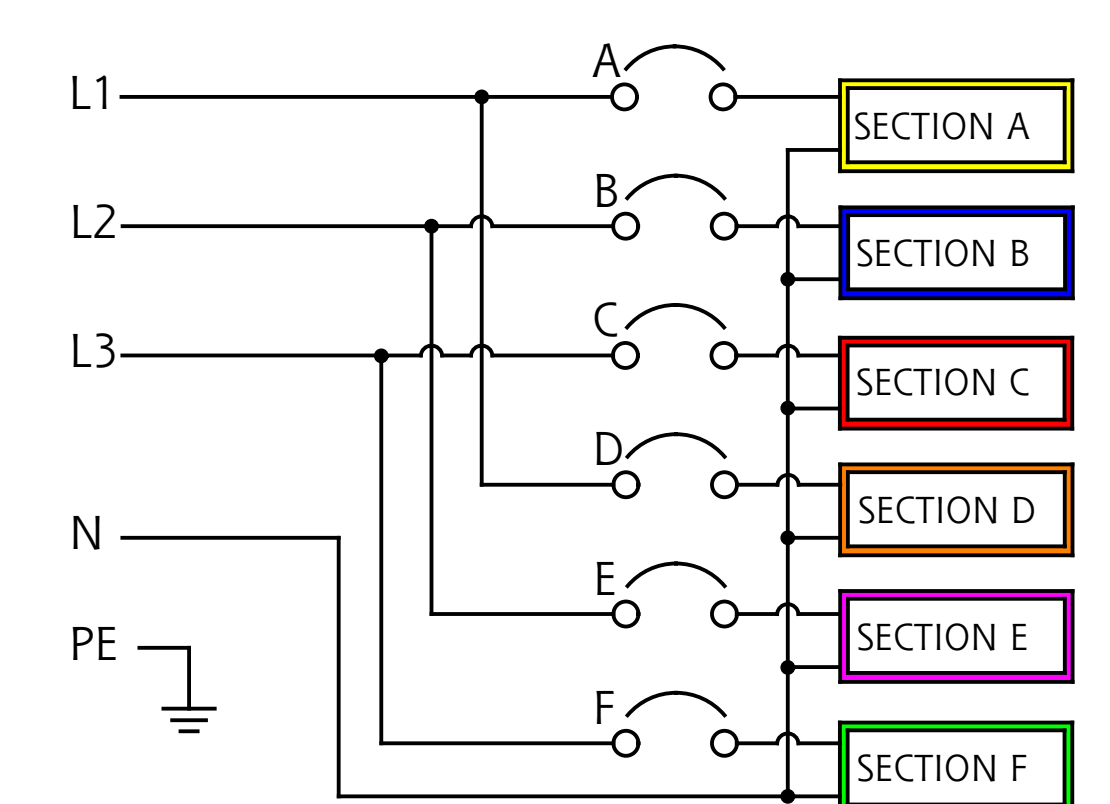 A
L1
SECTION A
B
L2
SECTION B
C
L3
SECTION C
D
SECTION D
N
E
SECTION E
PE
F
SECTION F